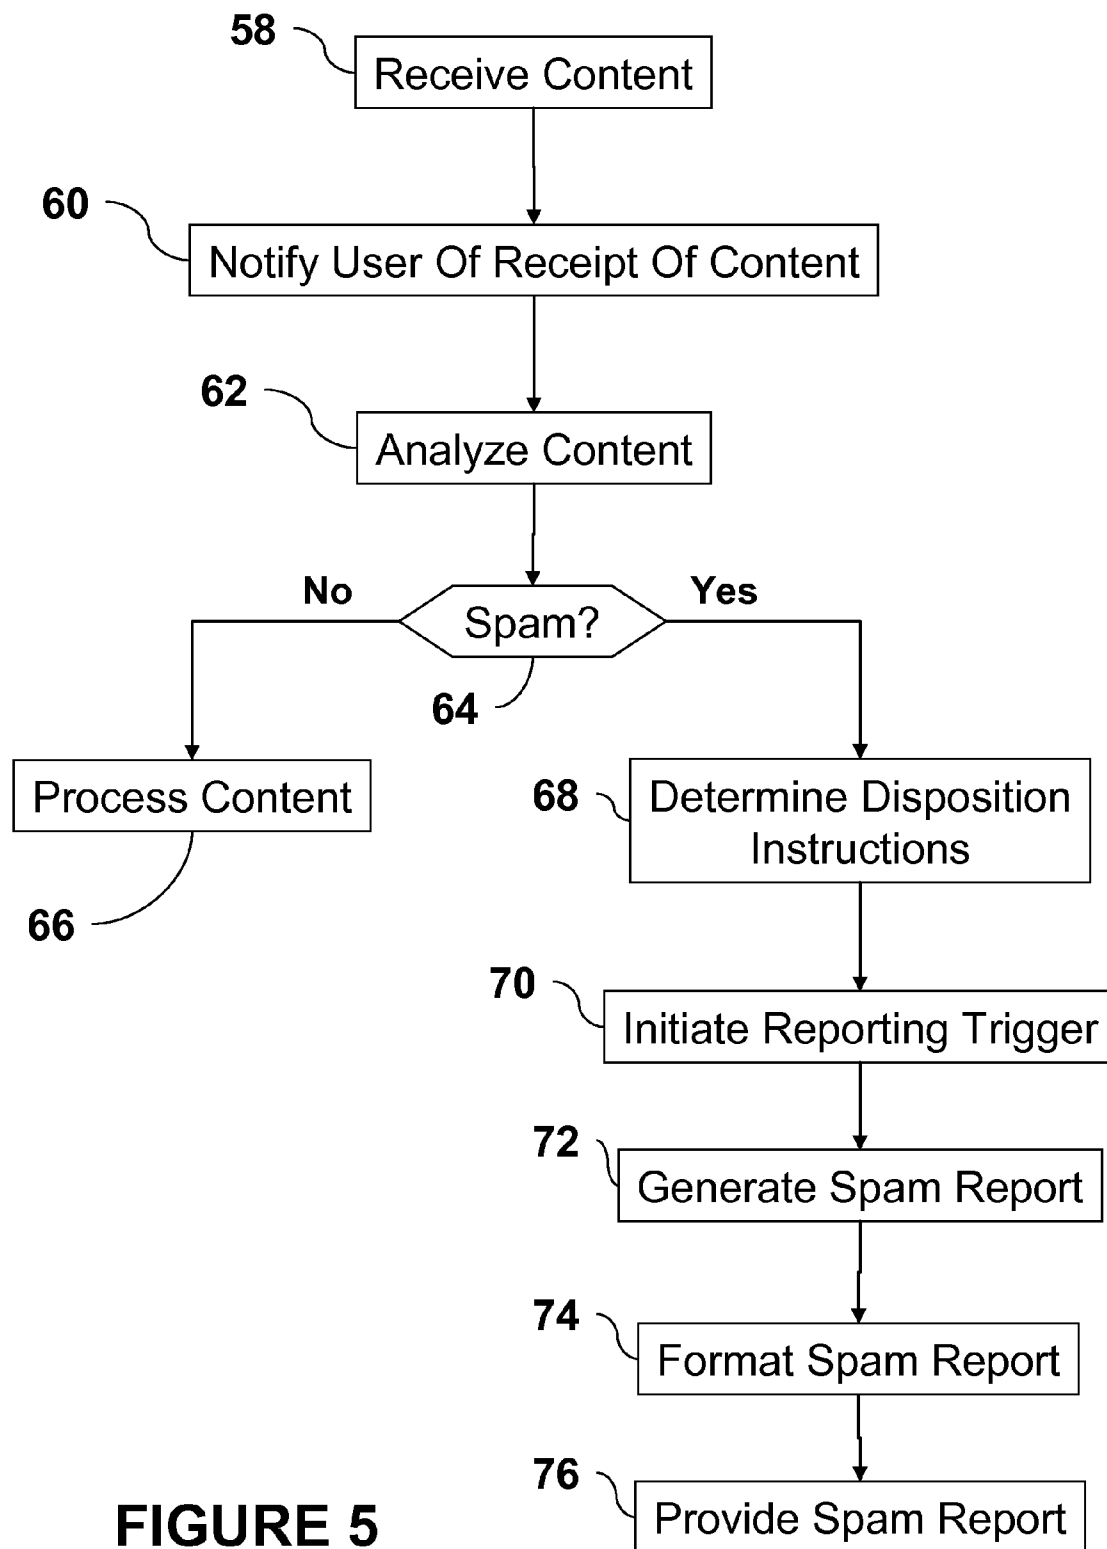 58
Receive Content
60
Notify User Of Receipt Of Content
62
Analyze Content
No
Yes
Spam?
64
Process Content
66
68
Determine Disposition
Instructions
70
Initiate Reporting Trigger
72
Generate Spam Report
74
Format Spam Report
76
Provide Spam Report
FIGURE 5